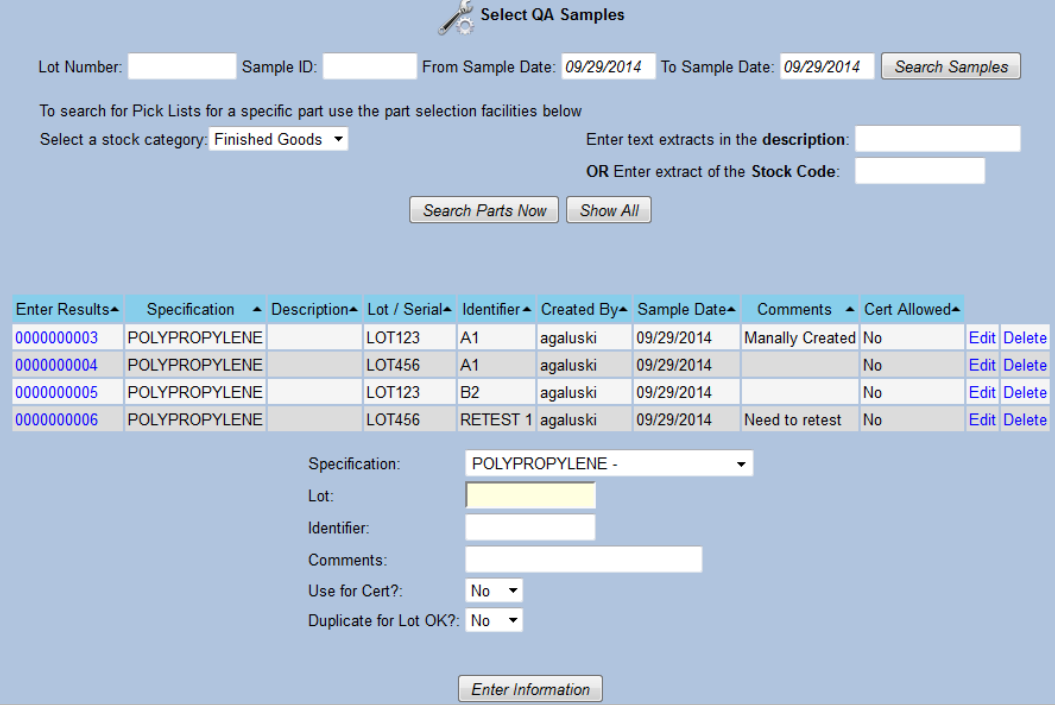 Select QA Samples
Lot Number: Sample ID: From Sample Date: 09/29/2014 To Sample Date: 09/29/2014 Search Samples
To search for Pick Lists for a specific part use the part selection facilities below
Select a stock category: Finished Goods Enter text extracts in the description:
OR Enter extract of the Stock Code:
Search Parts Now Show All
Enter Results Specification Description Lot / Serial Identifier Created By Sample Date Comments Cert Allowed
0000000003 POLYPROPYLENE LOT123 A1 agaluski 09/29/2014 Manally Created No Edit Delete
0000000004 POLYPROPYLENE LOT456 A1 agaluski 09/29/2014 No Edit Delete
0000000005 POLYPROPYLENE LOT123 B2 agaluski 09/29/2014 No Edit Delete
0000000006 POLYPROPYLENE LOT456 RETEST 1 agaluski 09/29/2014 Need to retest No Edit Delete
Specification: POLYPROPYLENE -
Lot:
Identifier:
Comments:
Use for Cert?: No
Duplicate for Lot OK?: No
Enter Information